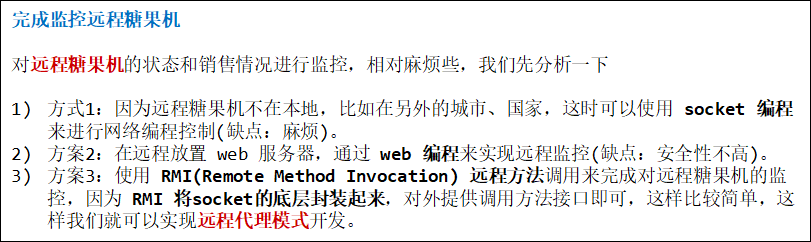 完成监控远程糖果机
对远程糖果机的状态和销售情况进行监控，相对麻烦些，我们先分析一下
1) 方式1：因为远程糖果机不在本地，比如在另外的城市、国家，这时可以使用 socket 编程
来进行网络编程控制(缺点：麻烦)。
2) 方案2：在远程放置 web 服务器，通过 web 编程来实现远程监控(缺点：安全性不高)。
3) 方案3：使用 RMI(Remote Method Invocation) 远程方法调用来完成对远程糖果机的监
控，因为 RMI 将socket的底层封装起来，对外提供调用方法接口即可，这样比较简单，这
样我们就可以实现远程代理模式开发。